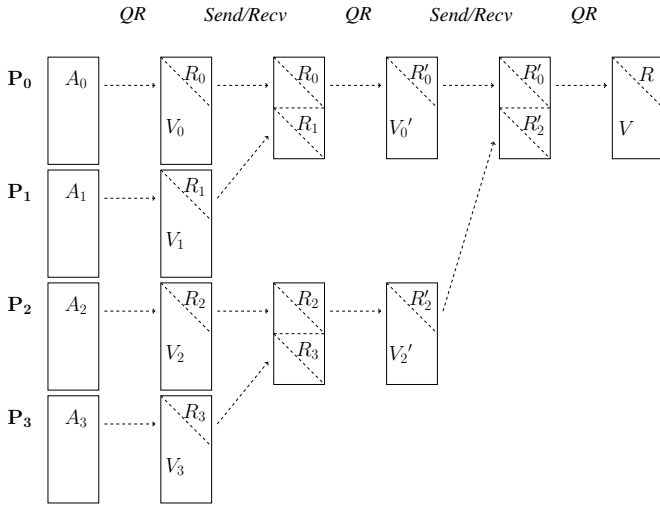 QR Send/Recv QR Send/Recv QR
P₀ A₀ R₀ R₀ R′₀ R′₀ R
V₀ R₁ V₀′ R′₂ V
P₁ A₁ R₁
V₁
P₂ A₂ R₂ R₂ R′₂
V₂ R₃ V₂′
P₃ A₃ R₃
V₃